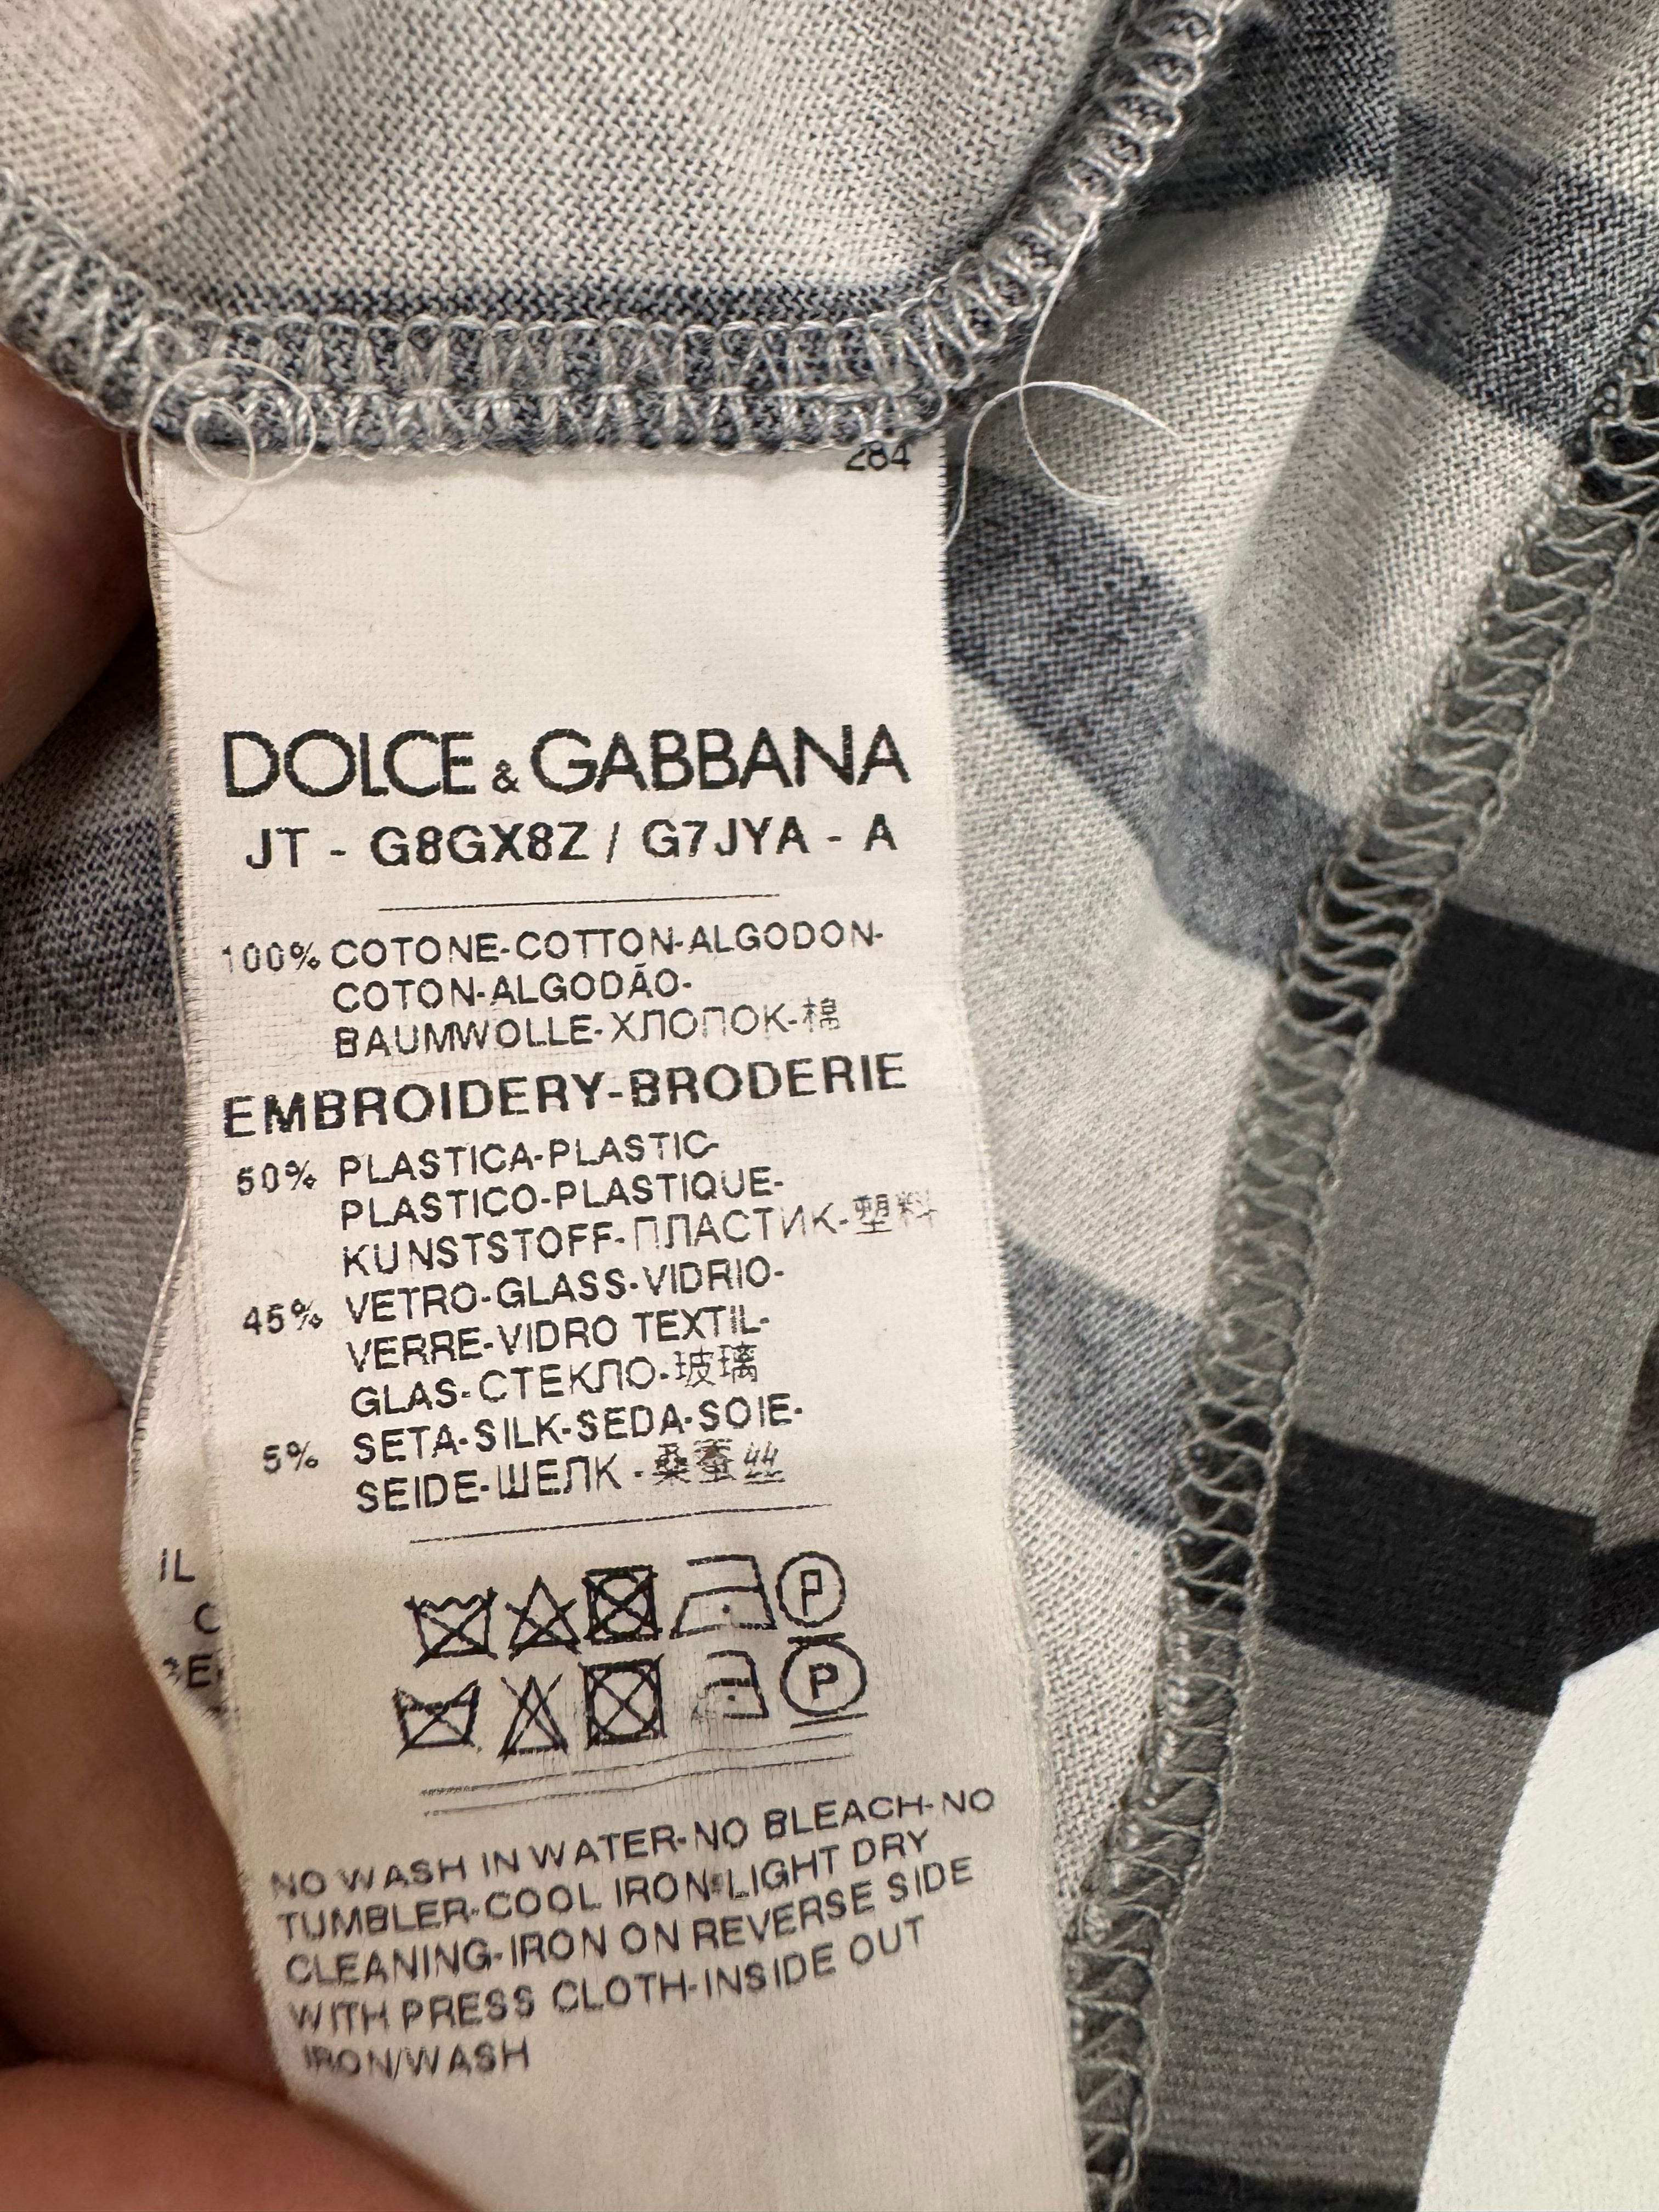 284
DOLCE & GABBANA
JT - G8GX8Z / G7JYA - A
100% COTONE-COTTON-ALGODON-
COTON-ALGODÃO-
BAUMWOLLE-ХЛОПОК-棉
EMBROIDERY-BRODERIE
50% PLASTICA-PLASTIC-
PLASTICO-PLASTIQUE-
KUNSTSTOFF-ПЛАСТИК-塑料
45% VETRO-GLASS-VIDRIO-
VERRE-VIDRO TEXTIL-
GLAS-СТЕКЛО-玻璃
5% SETA-SILK-SEDA-SOIE-
SEIDE-ШЕЛК-桑蚕丝
P
P
NO WASH IN WATER-NO BLEACH-NO
TUMBLER-COOL IRON-LIGHT DRY
CLEANING-IRON ON REVERSE SIDE
WITH PRESS CLOTH-INSIDE OUT
IRON/WASH
IL